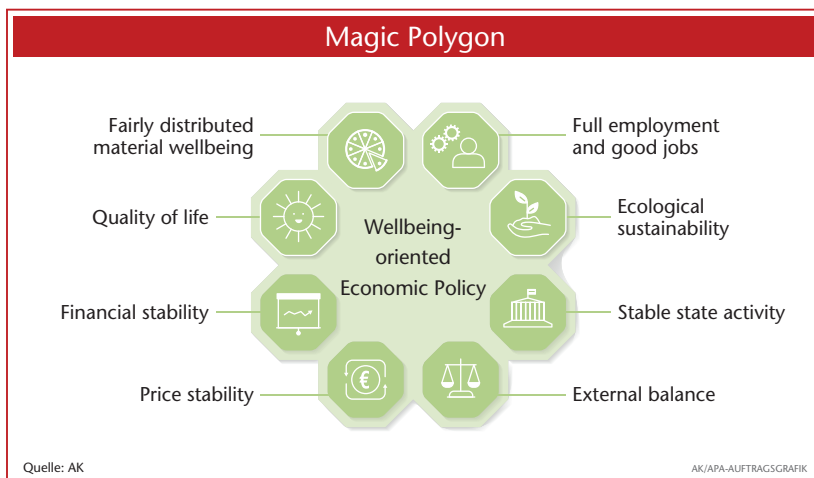 Magic Polygon
Fairly distributed
material wellbeing
Full employment
and good jobs
Quality of life
Ecological
sustainability
Wellbeing-
oriented
Economic Policy
Financial stability
Stable state activity
Price stability
€
External balance
Quelle: AK
AK/APA-AUFTRAGSGRAFIK